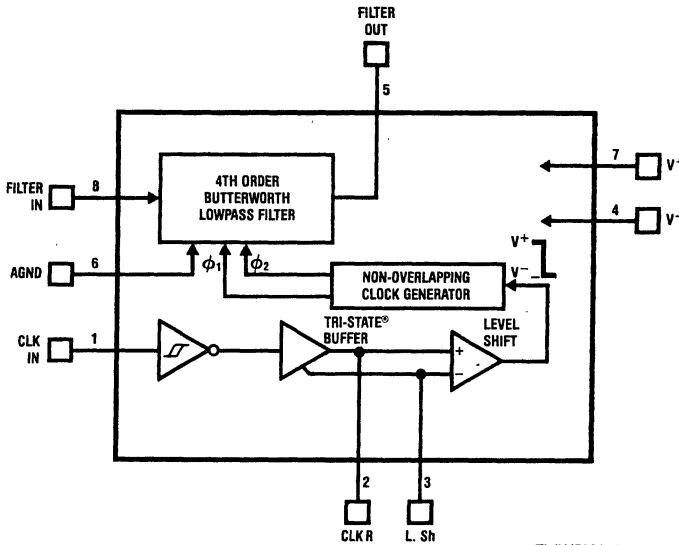 FILTER
OUT
5
4TH ORDER
BUTTERWORTH
LOWPASS FILTER
7
V+
FILTER
IN
8
4
V-
V+
AGND
6
ϕ1
ϕ2
NON-OVERLAPPING
CLOCK GENERATOR
V−
TRI-STATE®
BUFFER
LEVEL
SHIFT
CLK
IN
1
+
−
2
3
CLK R
L. Sh